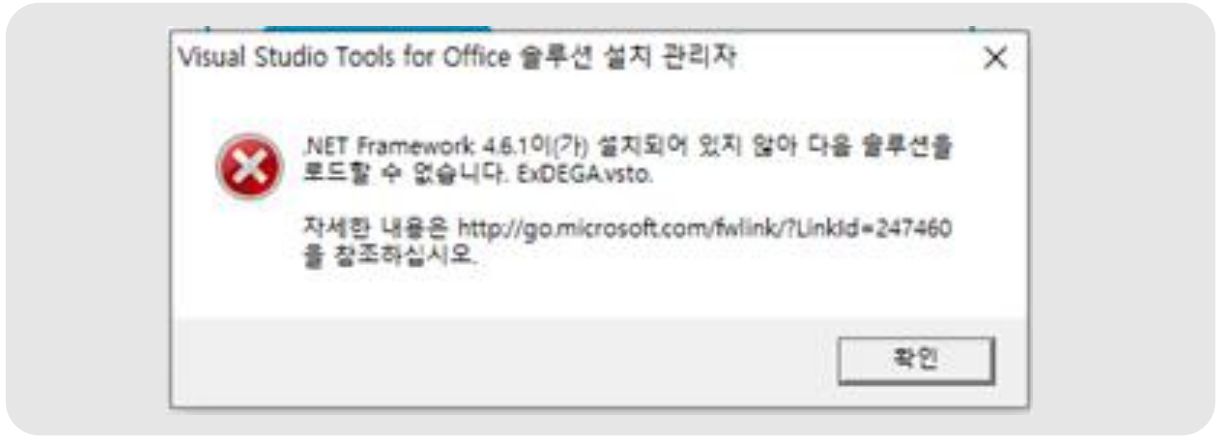 Visual Studio Tools for Office 솔루션 설치 관리자
.NET Framework 4.6.1이(가) 설치되어 있지 않아 다음 솔루션을
로드할 수 없습니다. ExDEGA.vsto.
자세한 내용은 http://go.microsoft.com/fwlink/?LinkId=247460
을 참조하십시오.
확인